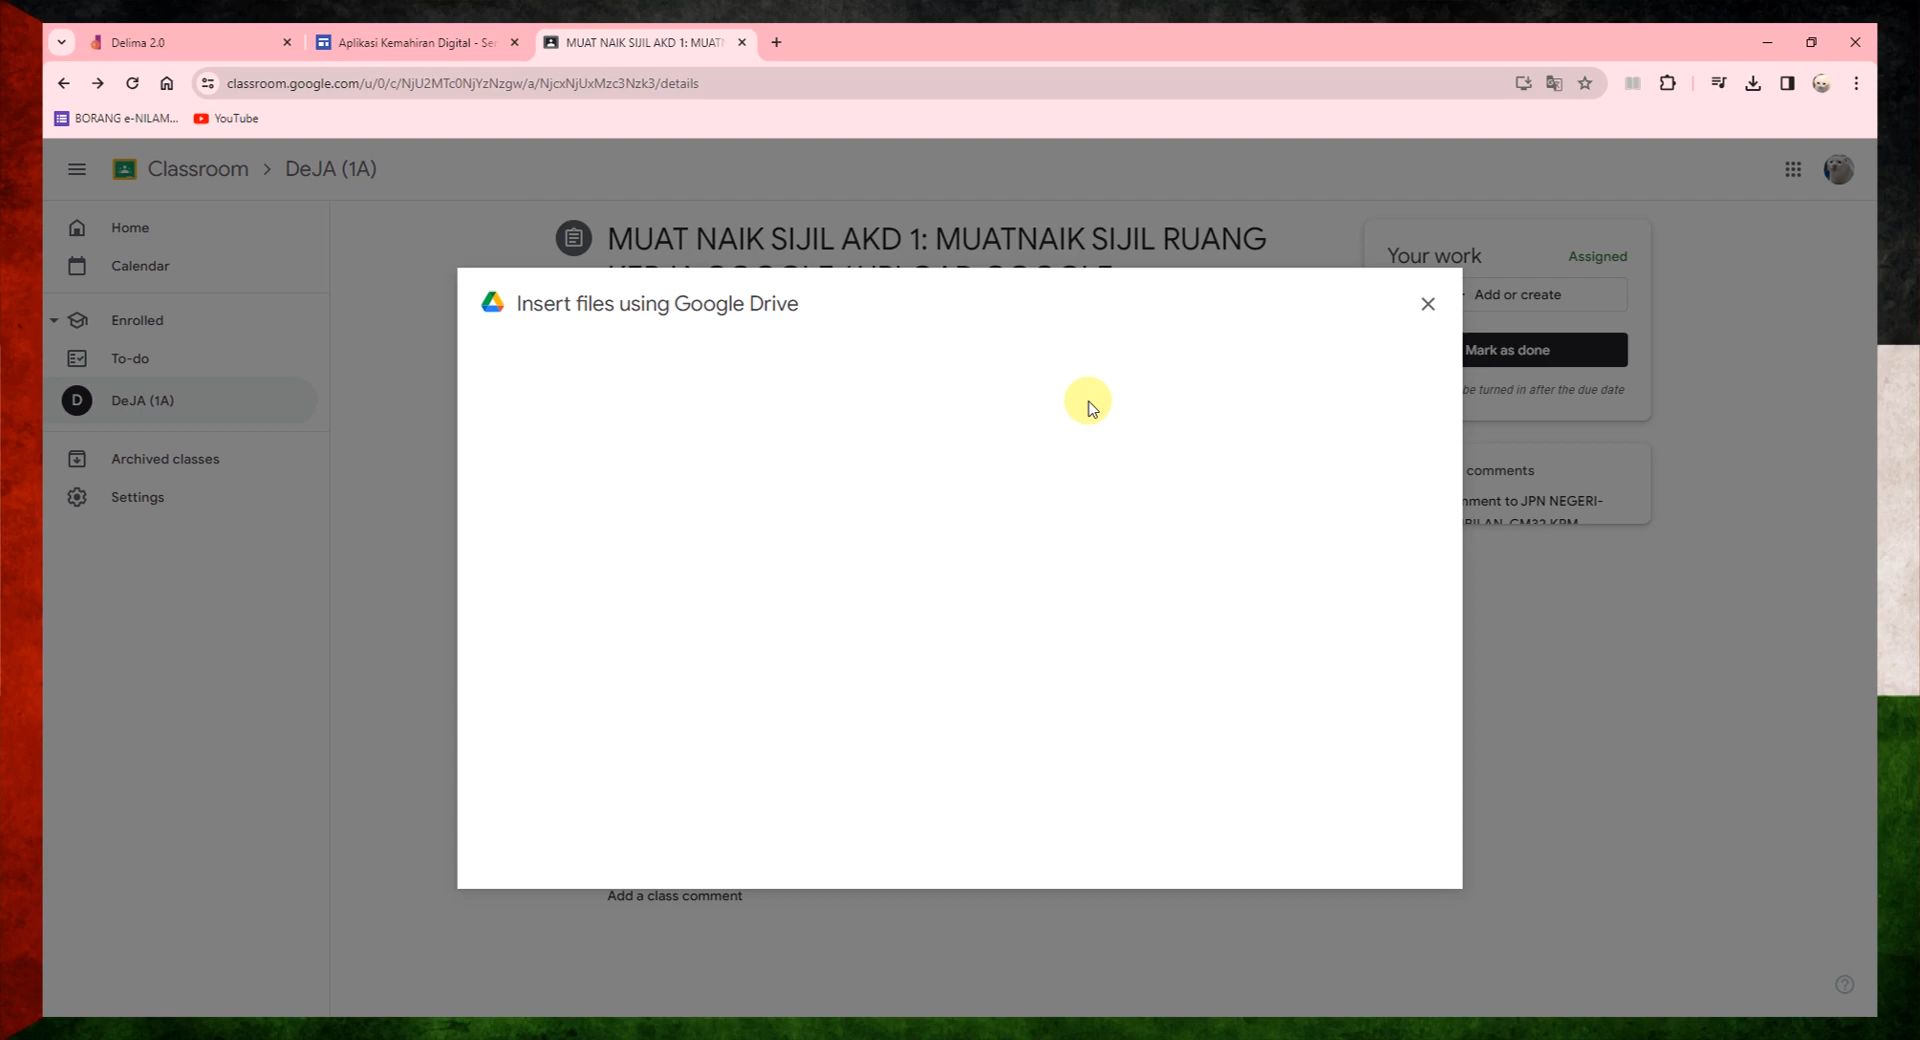 Delima 2.0
Aplikasi Kemahiran Digital - Ser
MUAT NAIK SIJIL AKD 1: MUAT
classroom.google.com/u/0/c/NjU2MTc0NjYzNzgw/a/NjcxNjUxMzc3Nzk3/details
BORANG e-NILAM...
YouTube
Classroom > DeJA (1A)
Home
Calendar
Enrolled
To-do
D
DeJA (1A)
Archived classes
Settings
MUAT NAIK SIJIL AKD 1: MUATNAIK SIJIL RUANG
Your work
Assigned
Add or create
Mark as done
be turned in after the due date
comments
nment to JPN NEGERI-
Insert files using Google Drive
Add a class comment